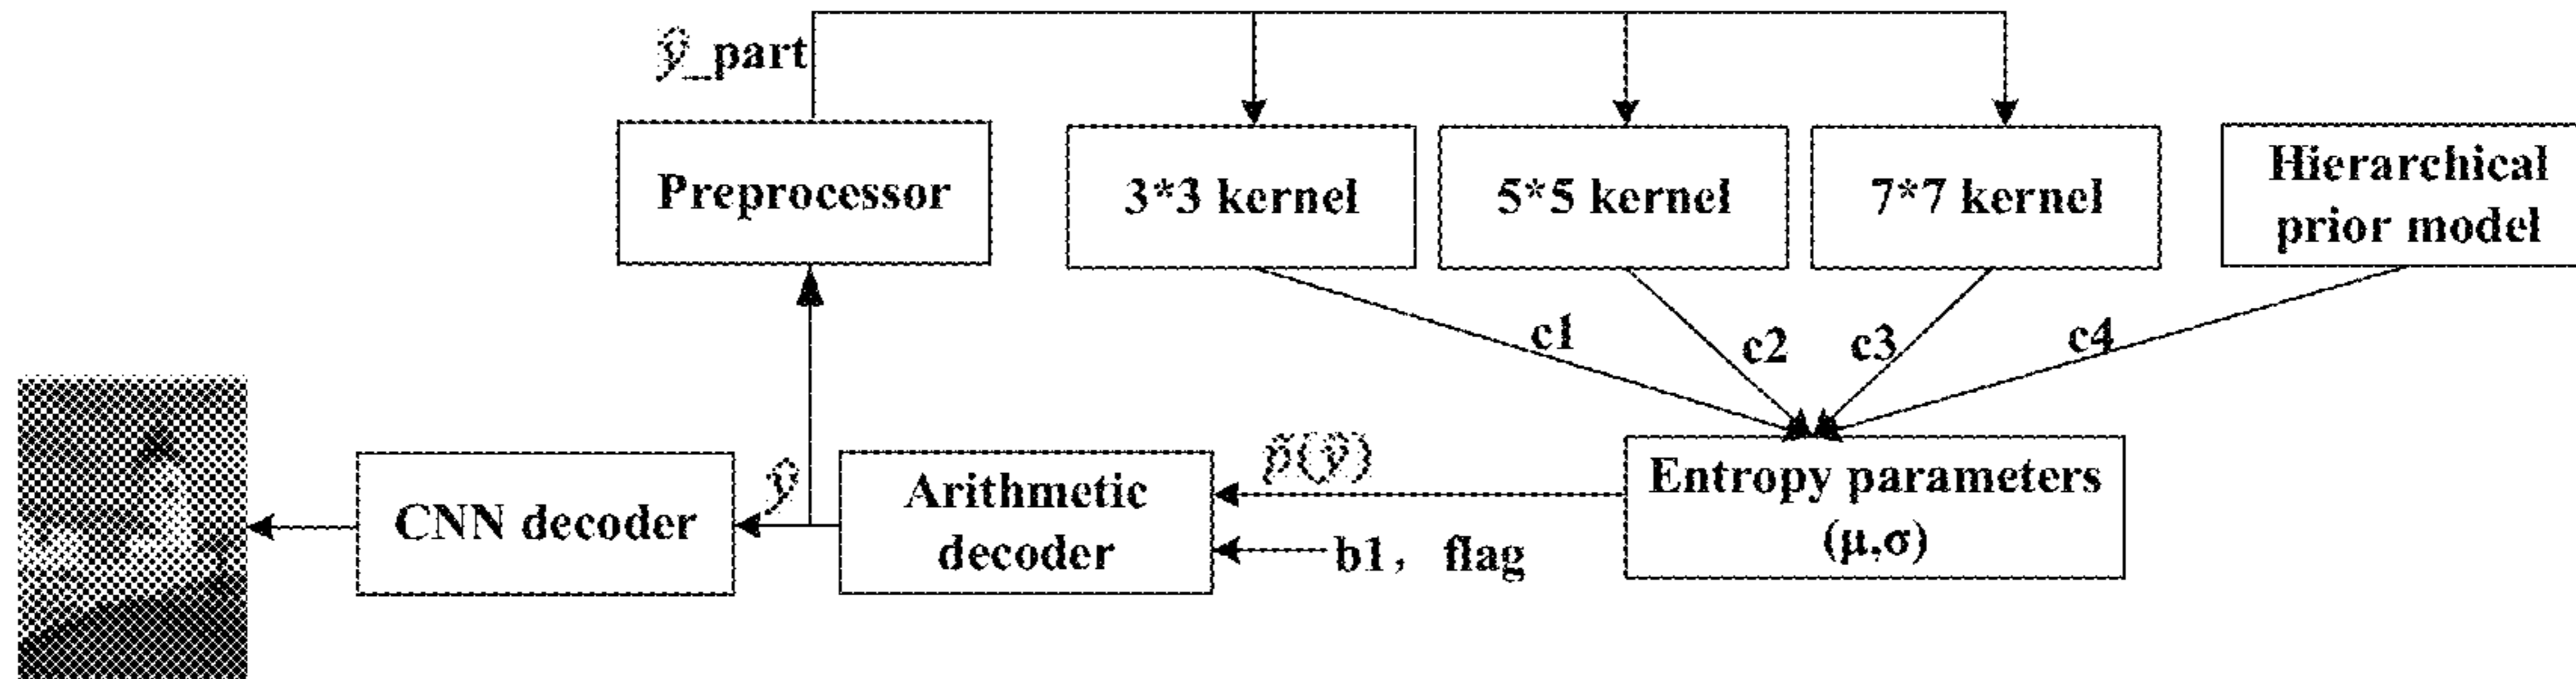 ŷ_part
Preprocessor
3*3 kernel
5*5 kernel
7*7 kernel
Hierarchical
prior model
c1
c2
c3
c4
CNN decoder
ŷ
Arithmetic
decoder
p̂(ŷ)
b1, flag
Entropy parameters
(μ,σ)